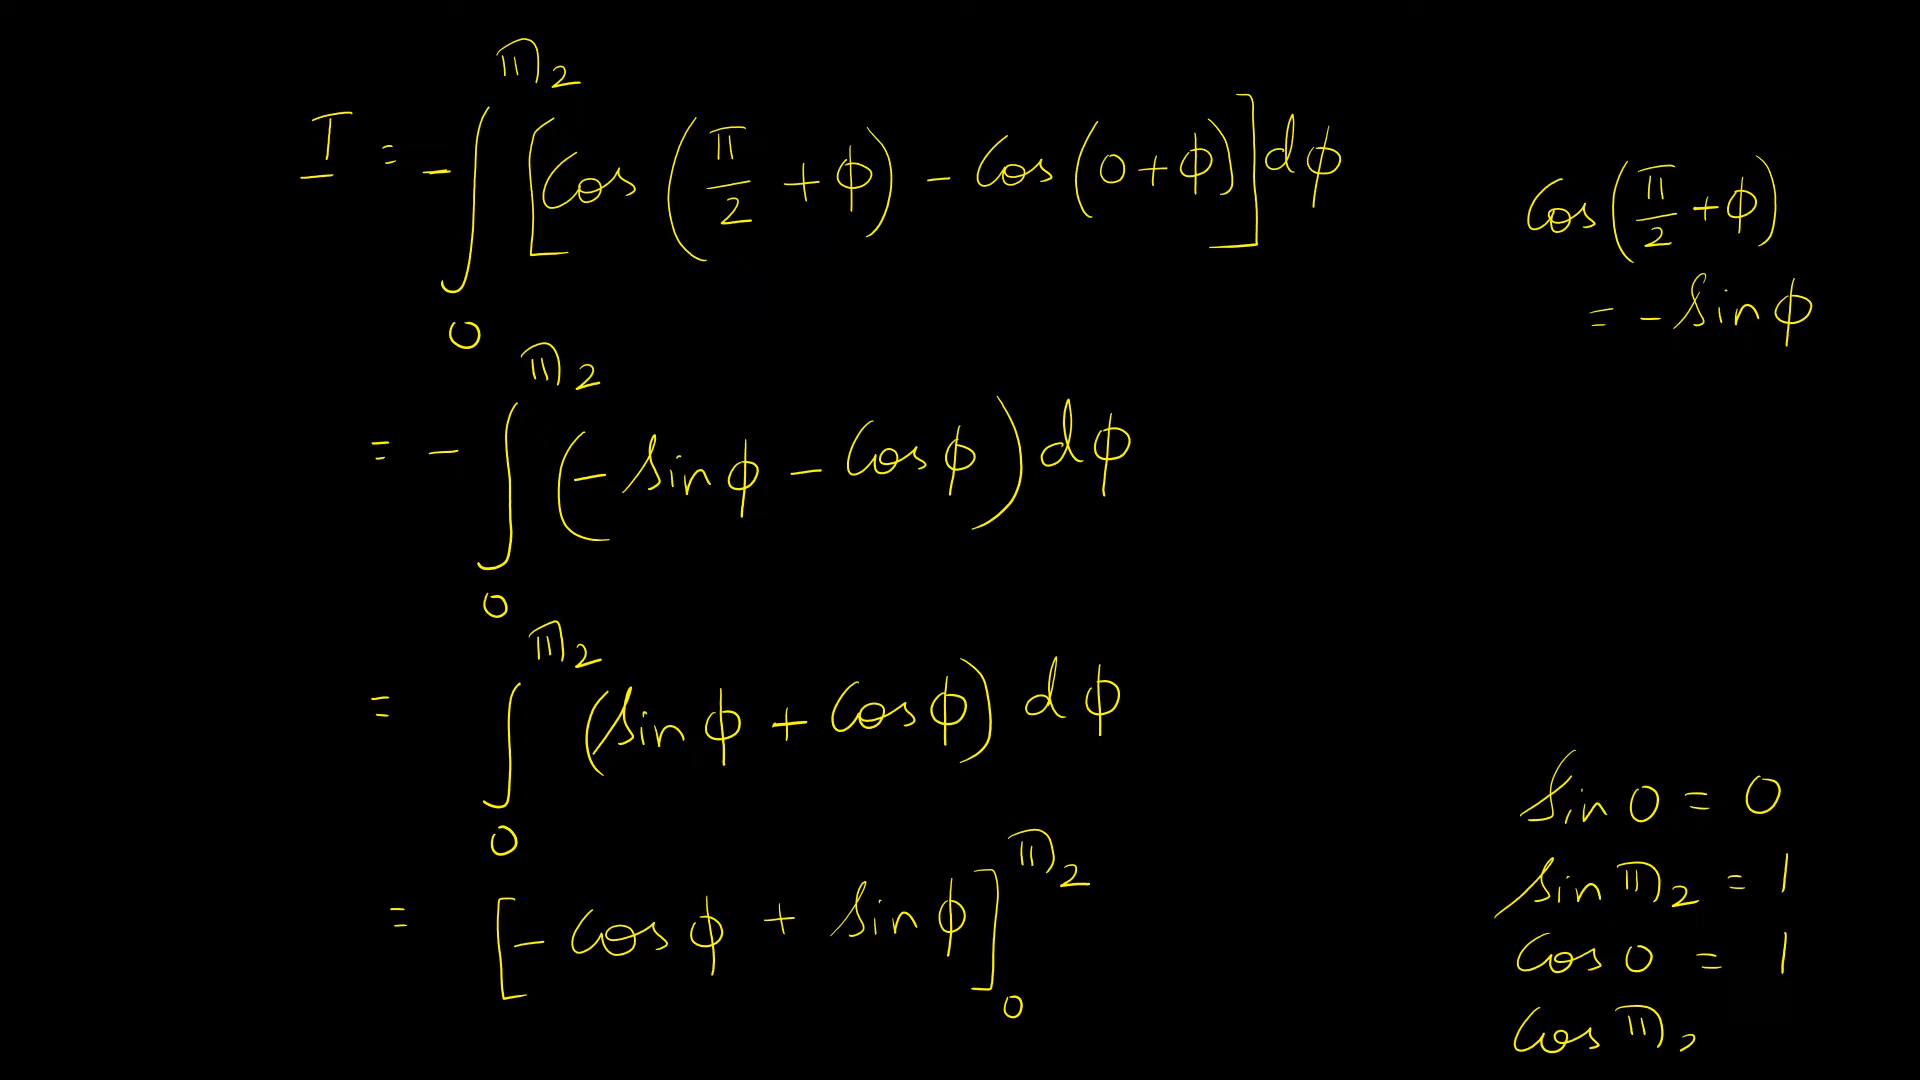 I = - ∫₀^{π/2} [Cos(π/2 + ϕ) - Cos(0+ϕ)] dϕ
Cos(π/2 + ϕ)
= - Sin ϕ
= - ∫₀^{π/2} (- Sin ϕ - Cos ϕ) dϕ
= ∫₀^{π/2} (Sin ϕ + Cos ϕ) dϕ
= [- Cos ϕ + Sin ϕ]₀^{π/2}
Sin 0 = 0
Sin π/2 = 1
Cos 0 = 1
Cos π/2